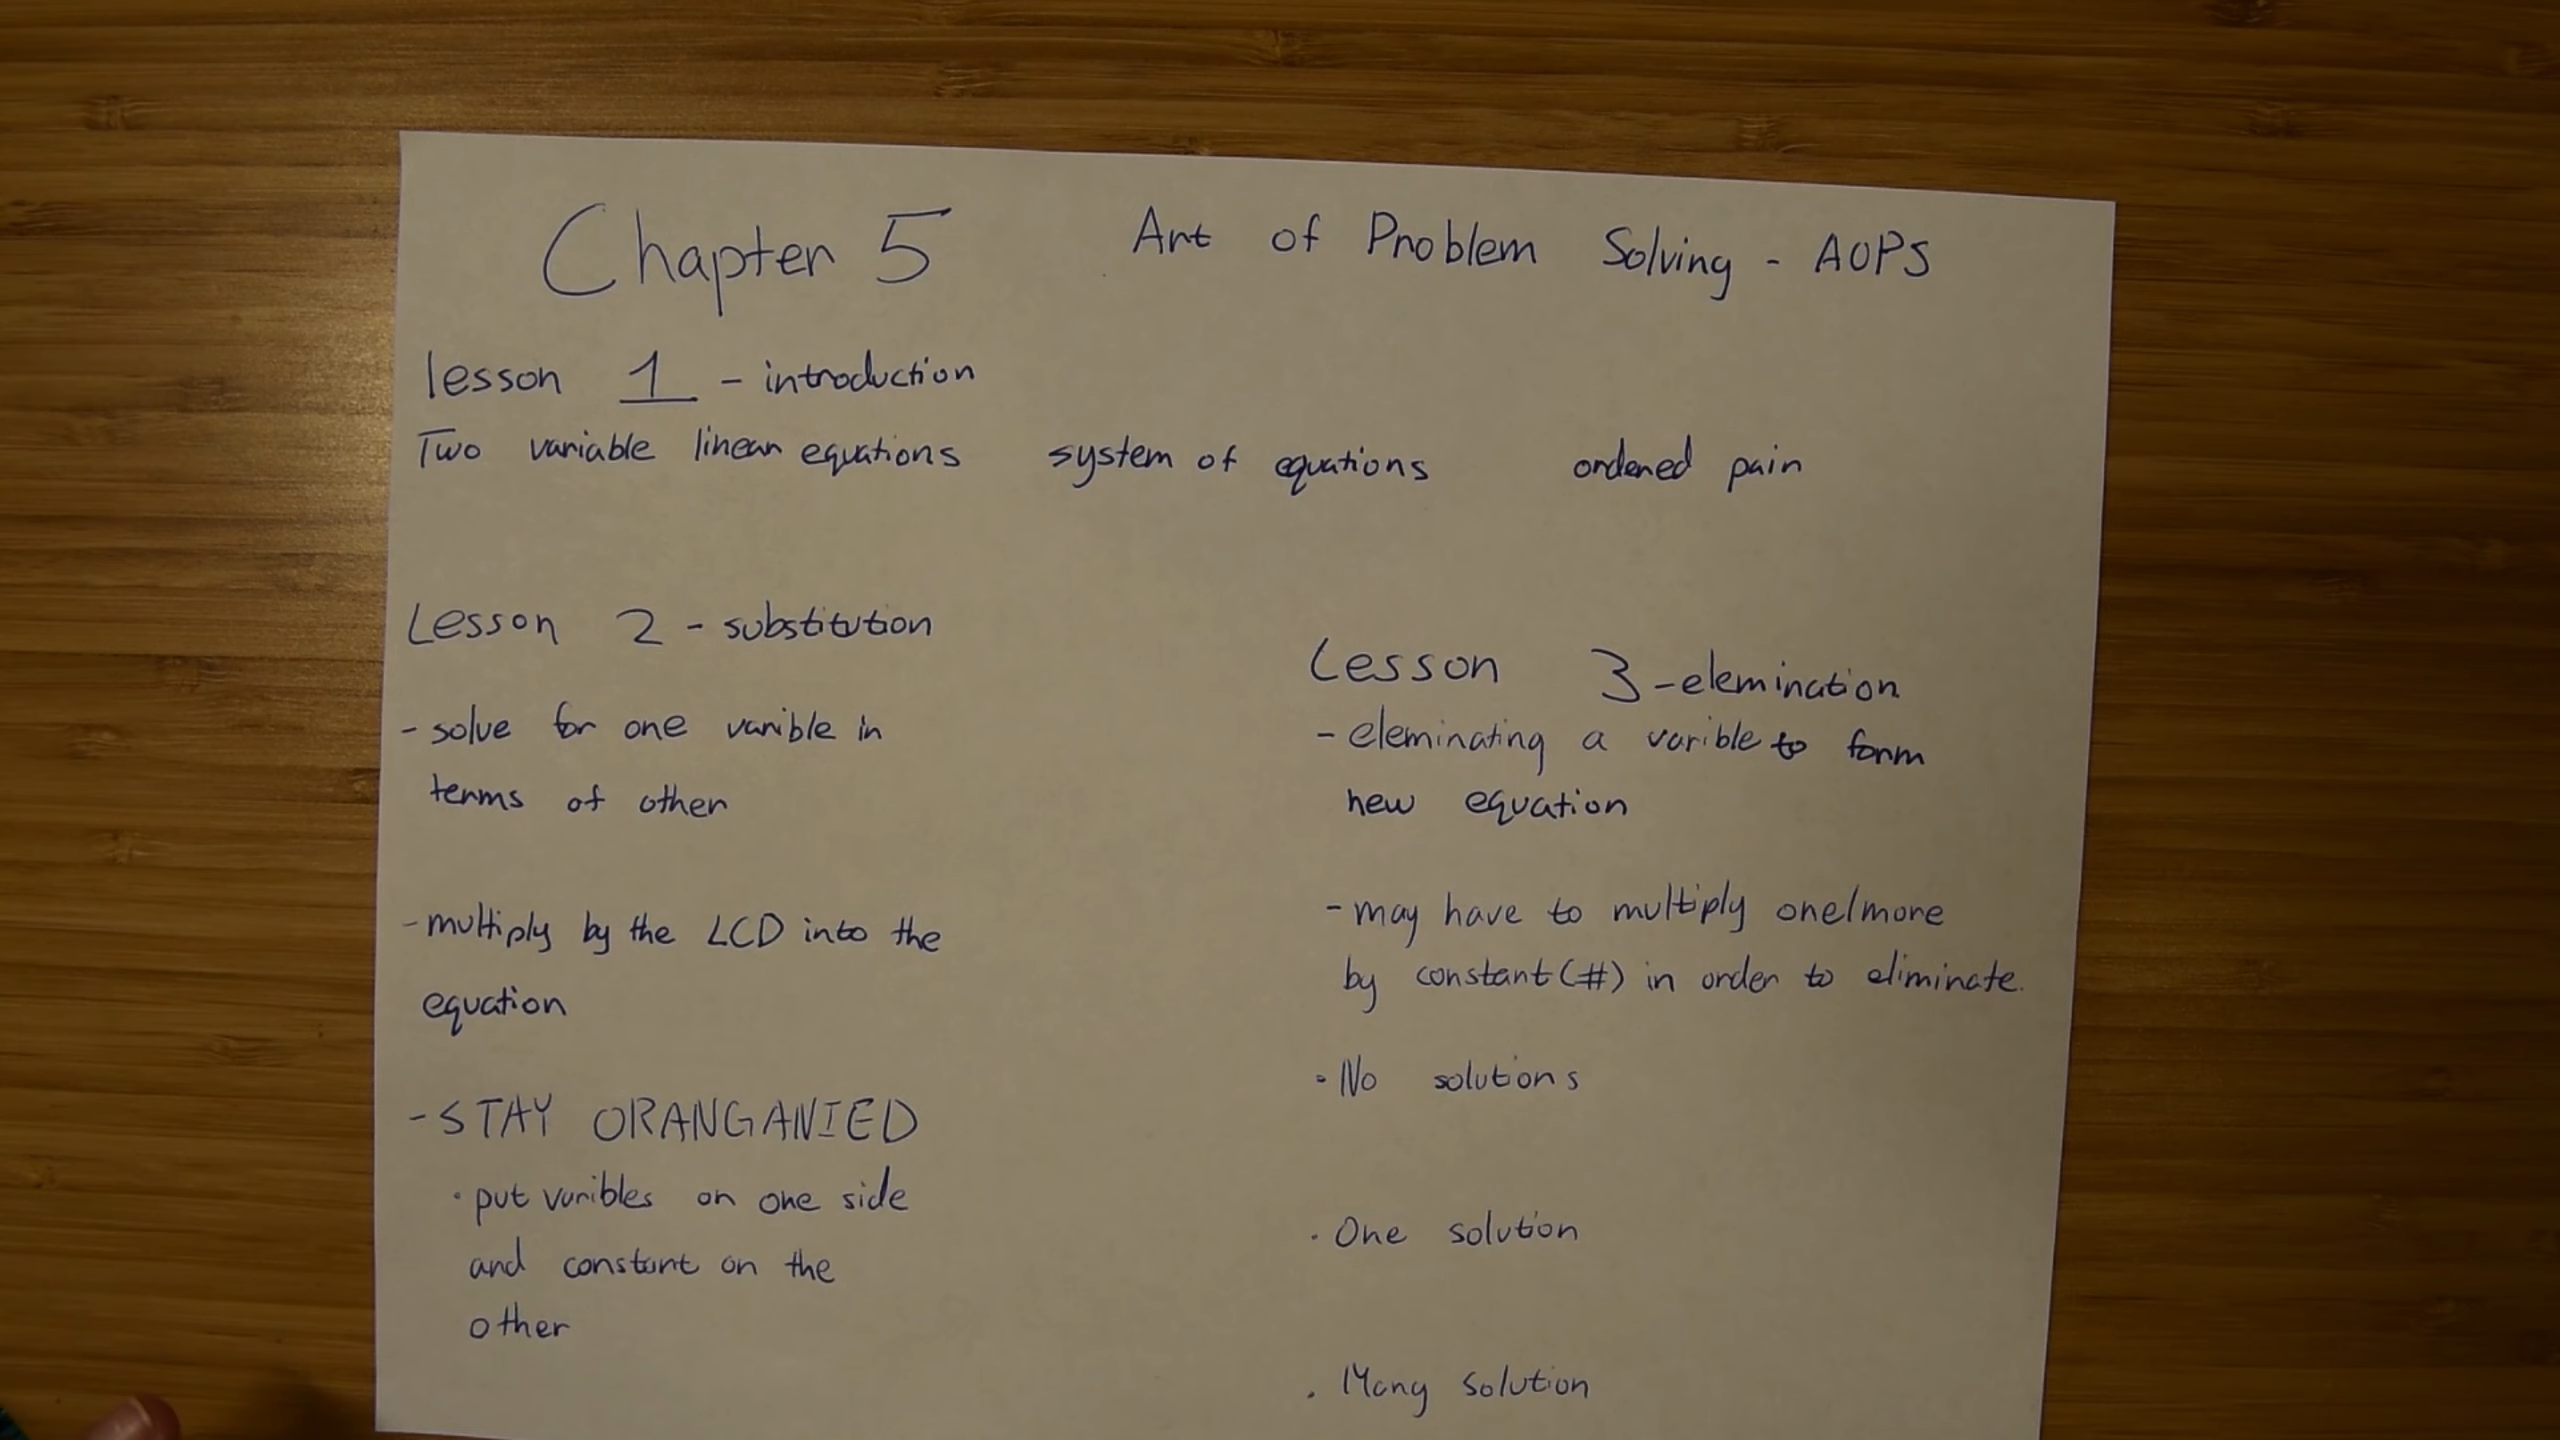 Chapter 5
Art of Problem Solving - AOPS
lesson 1 - introduction
Two variable linear equations system of equations ordered pair
Lesson 2 - substitution
- solve for one varible in
terms of other
- multiply by the LCD into the
equation
- STAY ORANGANIED
· put varibles on one side
and constant on the
other
Lesson 3 - elemination
- eleminating a varible to form
new equation
- may have to multiply one/more
by constant (#) in order to eliminate.
· No solutions
· One solution
· Many solution